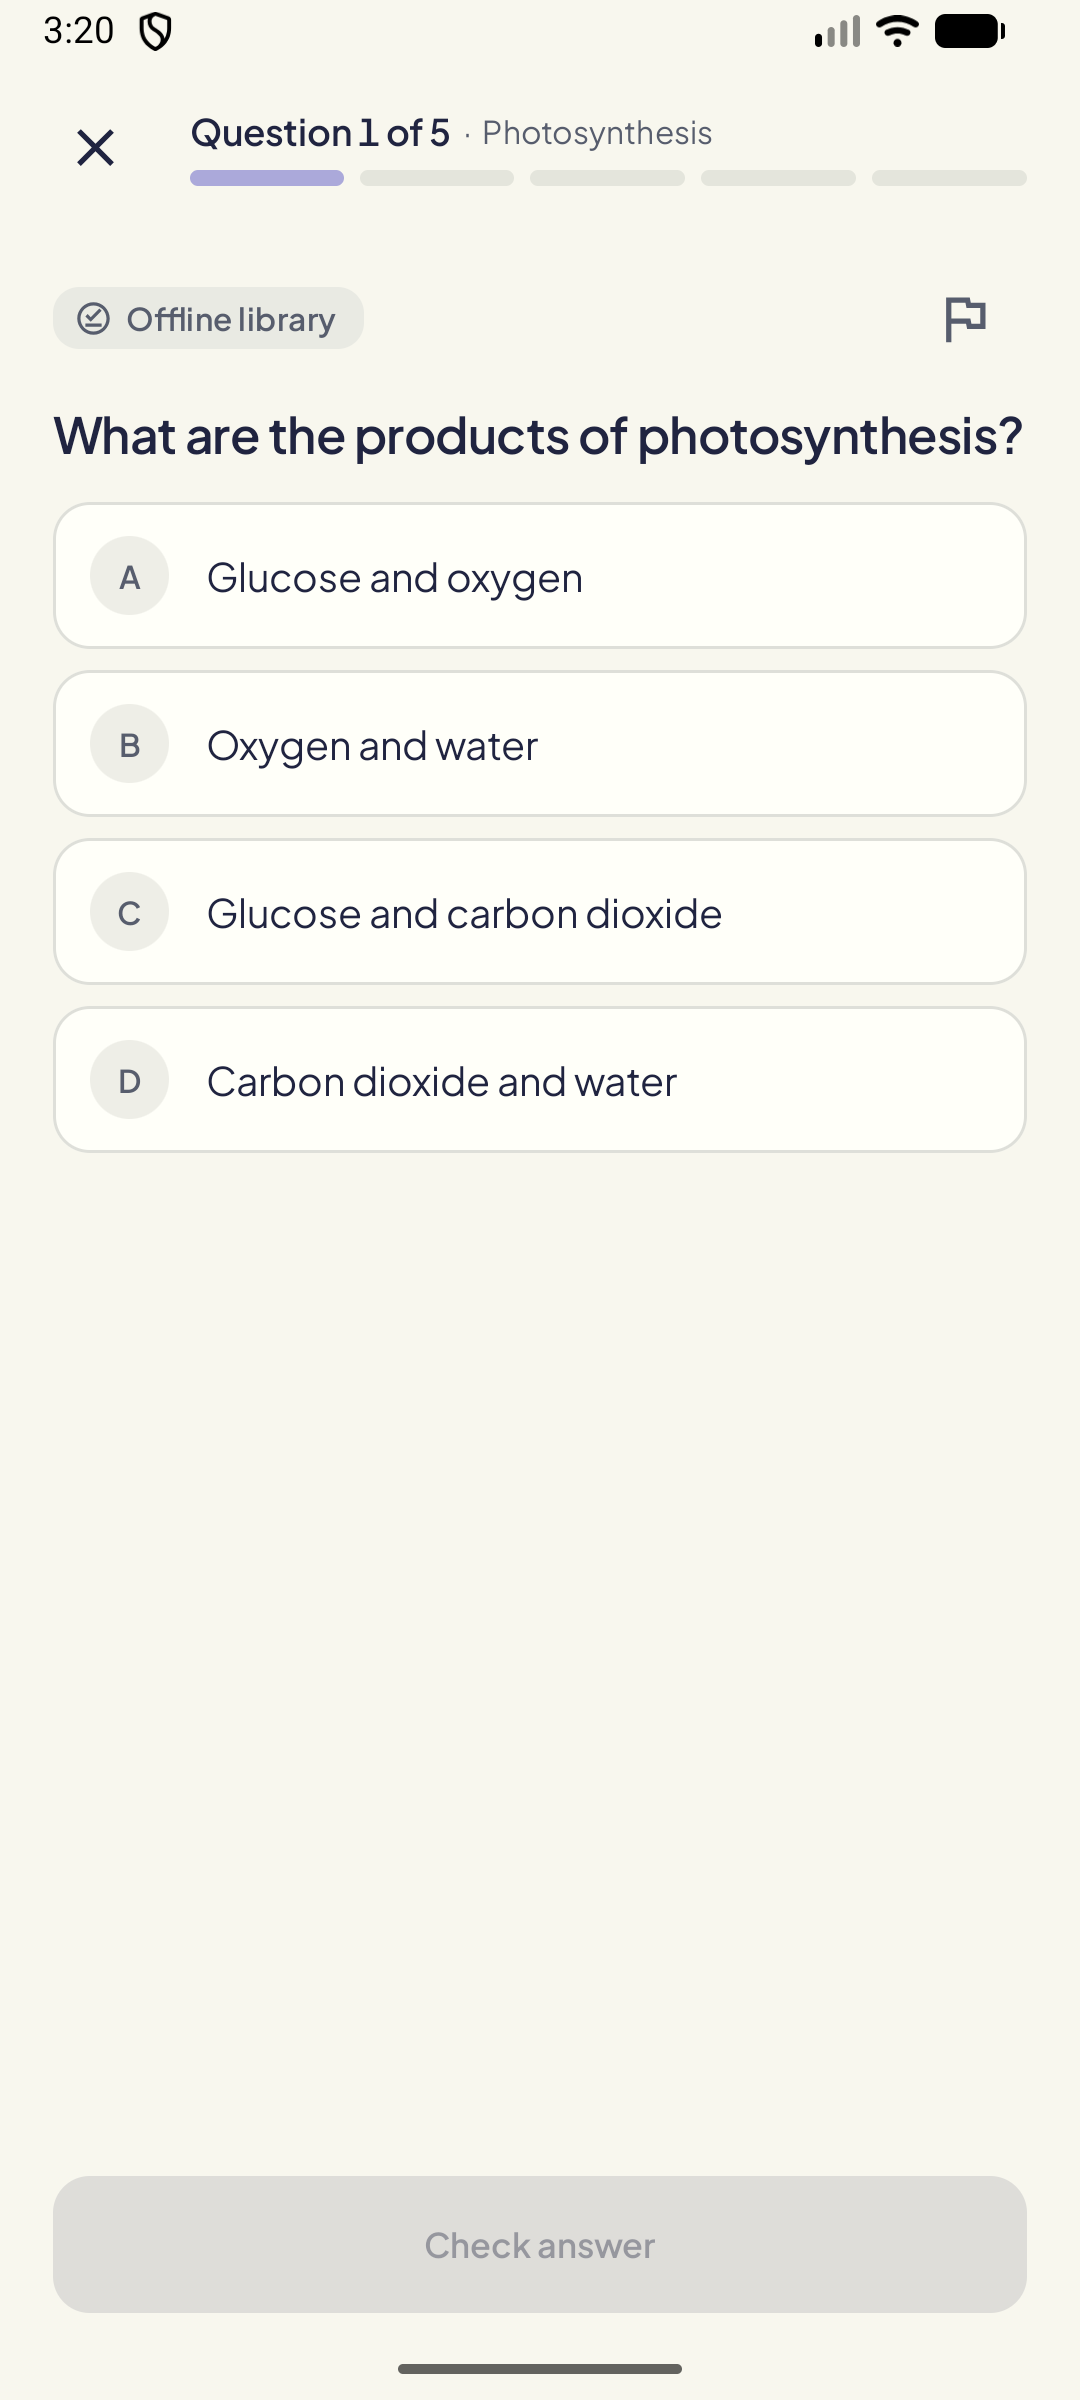 3:20
Question 1 of 5 · Photosynthesis
Offline library
What are the products of photosynthesis?
A Glucose and oxygen
B Oxygen and water
C Glucose and carbon dioxide
D Carbon dioxide and water
Check answer